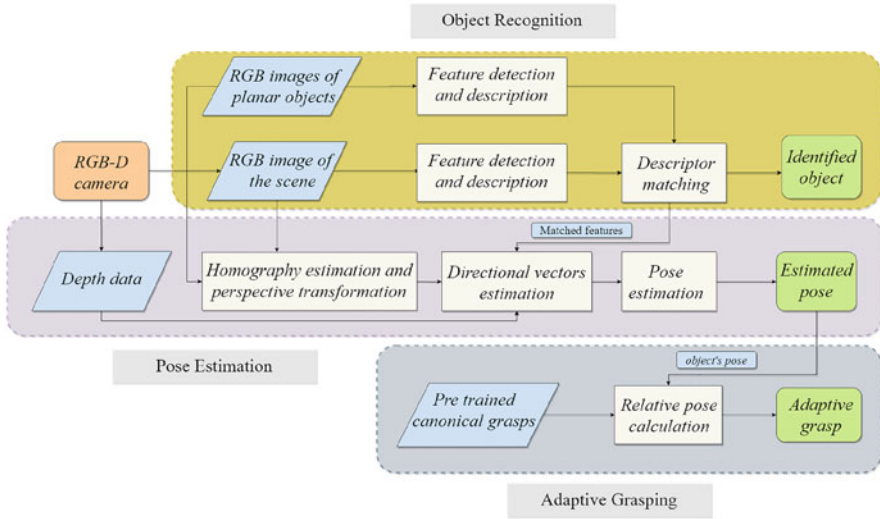 Object Recognition
RGB images of
planar objects
Feature detection
and description
RGB-D
camera
RGB image of
the scene
Feature detection
and description
Descriptor
matching
Identified
object
Matched features
Depth data
Homography estimation and
perspective transformation
Directional vectors
estimation
Pose
estimation
Estimated
pose
Pose Estimation
object's pose
Pre trained
canonical grasps
Relative pose
calculation
Adaptive
grasp
Adaptive Grasping